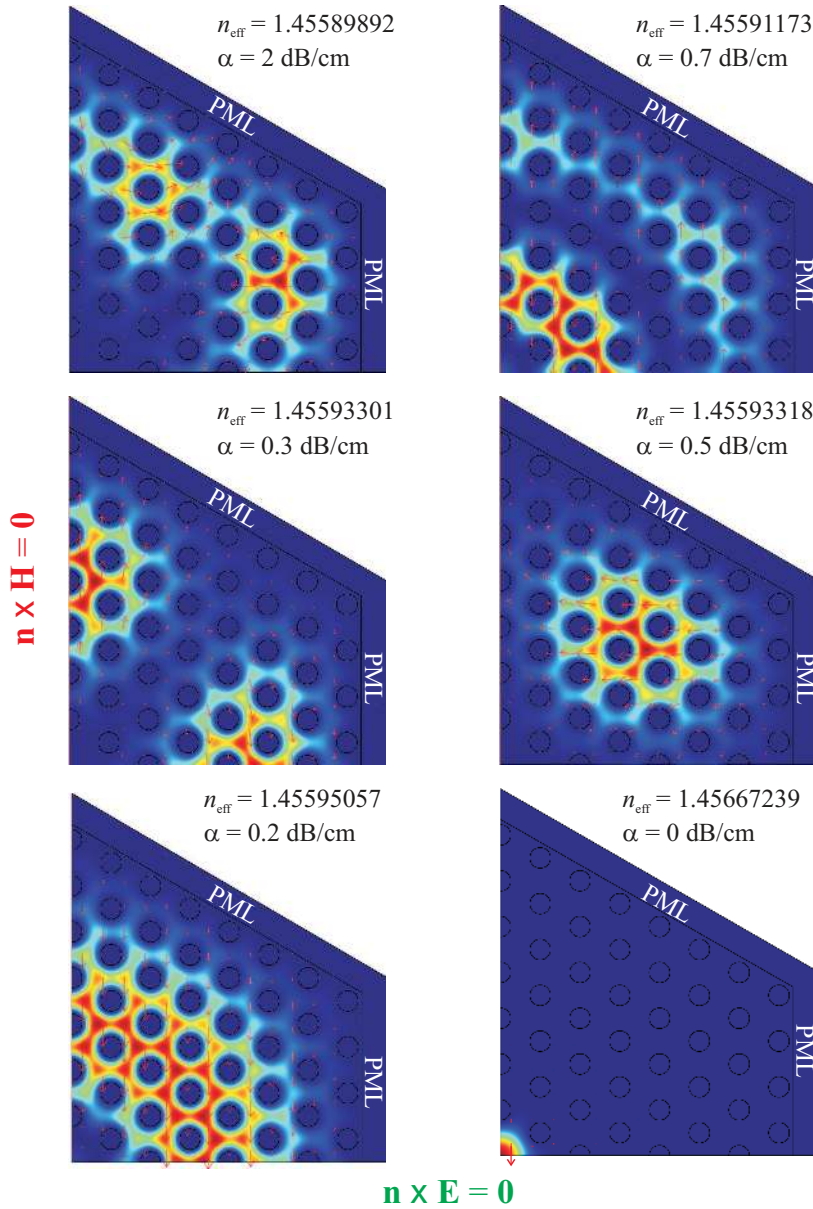 n_eff = 1.45589892
α = 2 dB/cm
PML
PML
n_eff = 1.45591173
α = 0.7 dB/cm
PML
PML
n_eff = 1.45593301
α = 0.3 dB/cm
PML
PML
n_eff = 1.45593318
α = 0.5 dB/cm
PML
PML
n x H = 0
n_eff = 1.45595057
α = 0.2 dB/cm
PML
PML
n_eff = 1.45667239
α = 0 dB/cm
PML
PML
n x E = 0